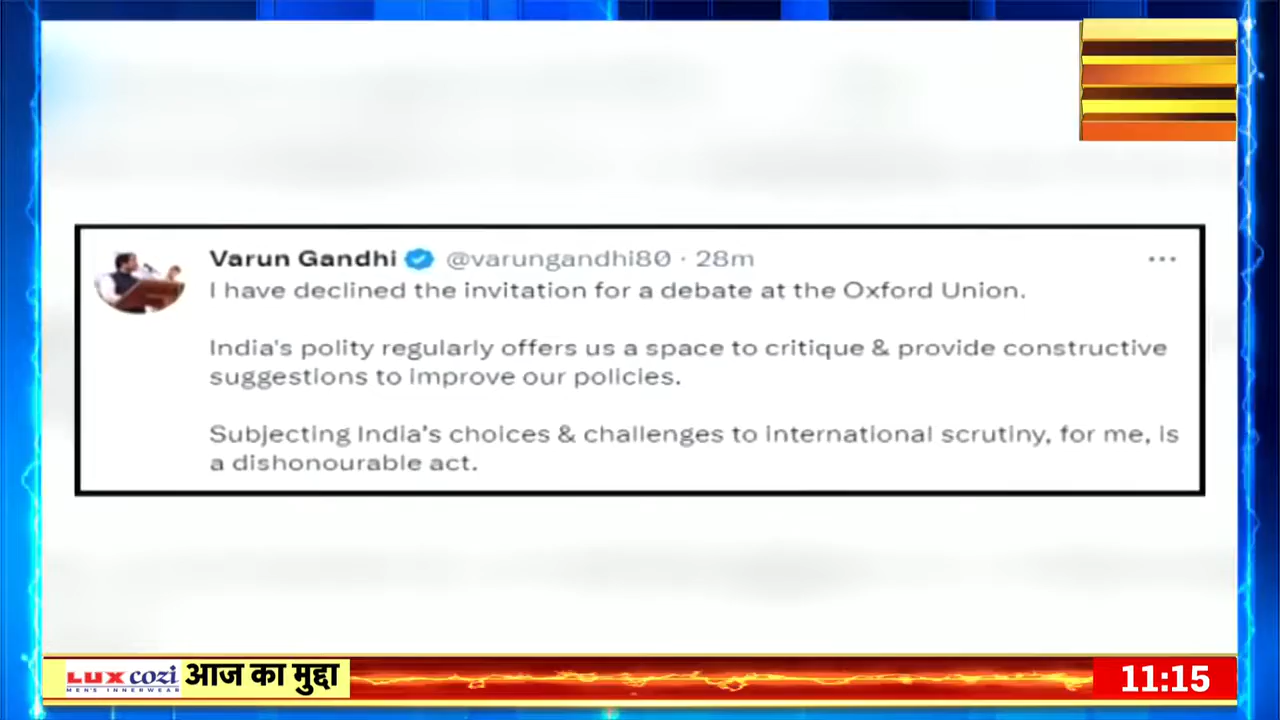 Varun Gandhi @varungandhi80 · 28m
I have declined the invitation for a debate at the Oxford Union.
India's polity regularly offers us a space to critique & provide constructive
suggestions to improve our policies.
Subjecting India's choices & challenges to international scrutiny, for me, is
a dishonourable act.
LUX cozi
MEN'S INNERWEAR
आज का मुद्दा
11:15